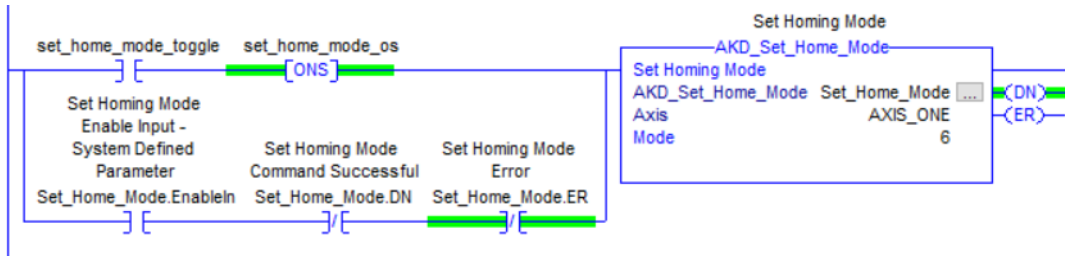 Set Homing Mode
set_home_mode_toggle set_home_mode_os
AKD_Set_Home_Mode
ONS
Set Homing Mode
AKD_Set_Home_Mode Set_Home_Mode ...
DN
Axis AXIS_ONE
ER
Mode 6
Set Homing Mode
Enable Input -
System Defined
Parameter
Set_Home_Mode.EnableIn
Set Homing Mode
Command Successful
Set_Home_Mode.DN
Set Homing Mode
Error
Set_Home_Mode.ER